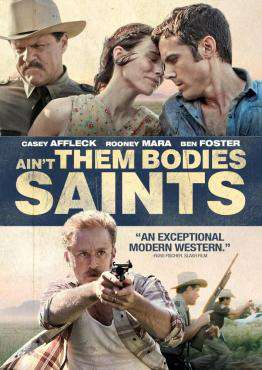 CASEY AFFLECK ROONEY MARA BEN FOSTER
AIN'T THEM BODIES
SAINTS
"AN EXCEPTIONAL
MODERN WESTERN."